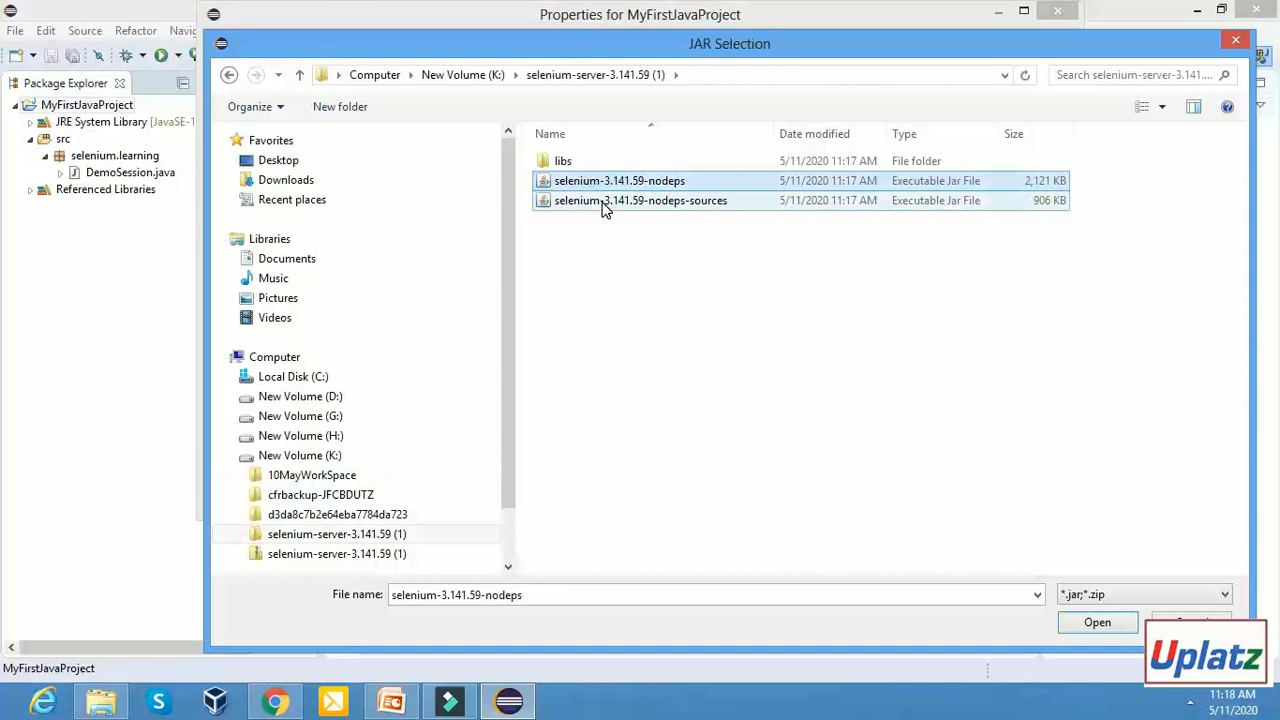 Properties for MyFirstJavaProject
File Edit Source Refactor Navig
JAR Selection
Computer New Volume (K:) selenium-server-3.141.59 (1)
Search selenium-server-3.141....
Package Explorer
Organize New folder
MyFirstJavaProject
JRE System Library [JavaSE-1
src
selenium.learning
DemoSession.java
Referenced Libraries
Favorites
Desktop
Downloads
Recent places
Libraries
Documents
Music
Pictures
Videos
Computer
Local Disk (C:)
New Volume (D:)
New Volume (G:)
New Volume (H:)
New Volume (K:)
10MayWorkSpace
cfrbackup-JFCBDUTZ
d3da8c7b2e64eba7784da723
selenium-server-3.141.59 (1)
selenium-server-3.141.59 (1)
Name Date modified Type Size
libs 5/11/2020 11:17 AM File folder
selenium-3.141.59-nodeps 5/11/2020 11:17 AM Executable Jar File 2,121 KB
selenium-3.141.59-nodeps-sources 5/11/2020 11:17 AM Executable Jar File 906 KB
File name: selenium-3.141.59-nodeps *.jar;*.zip
Open
MyFirstJavaProject
Uplatz
11:18 AM
5/11/2020